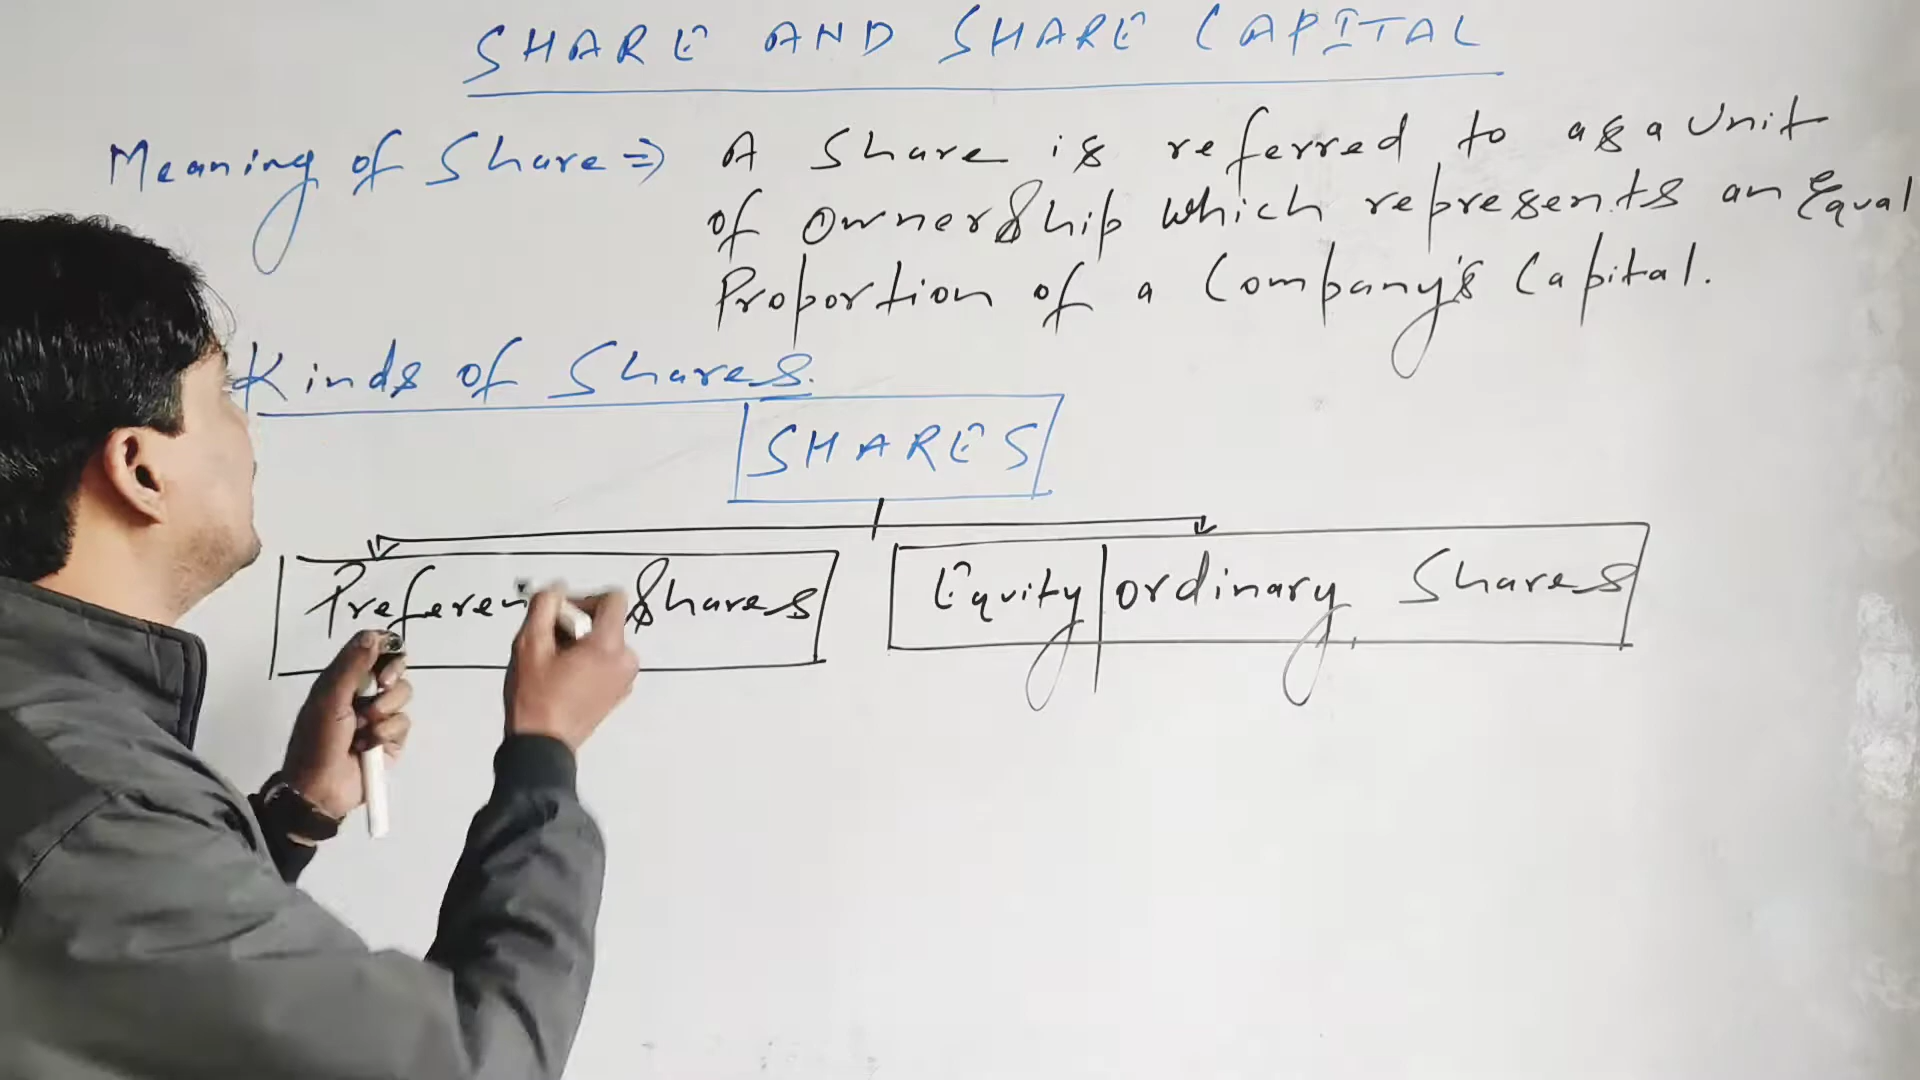 SHARE AND SHARE CAPITAL
Meaning of Share ⇒ A Share is referred to as a Unit
of Ownership which represents an Equal
Proportion of a Company's Capital.
Kinds of Shares.
SHARES
Shares
Equity|ordinary Shares